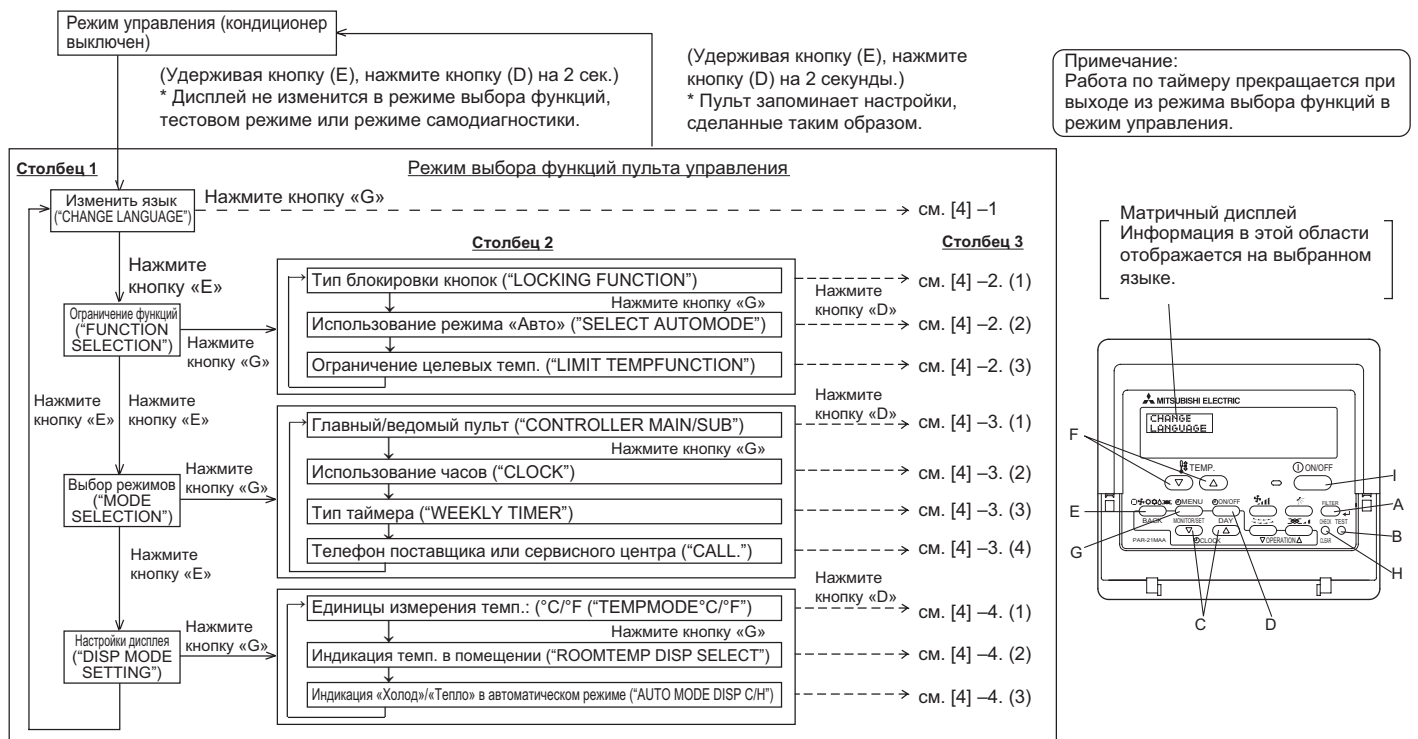 Режим управления (кондиционер
выключен)
(Удерживая кнопку (E), нажмите кнопку (D) на 2 сек.)
* Дисплей не изменится в режиме выбора функций,
тестовом режиме или режиме самодиагностики.
(Удерживая кнопку (E), нажмите
кнопку (D) на 2 секунды.)
* Пульт запоминает настройки,
сделанные таким образом.
Примечание:
Работа по таймеру прекращается при
выходе из режима выбора функций в
режим управления.
Столбец 1
Режим выбора функций пульта управления
Изменить язык
("CHANGE LANGUAGE")
Нажмите кнопку «G»
см. [4] –1
Столбец 2
Столбец 3
Нажмите
кнопку «E»
Ограничение функций
("FUNCTION
SELECTION")
Нажмите
кнопку «G»
Тип блокировки кнопок ("LOCKING FUNCTION")
Нажмите кнопку «G»
Использование режима «Авто» ("SELECT AUTOMODE")
Ограничение целевых темп. ("LIMIT TEMPFUNCTION")
Нажмите
кнопку «D»
см. [4] –2. (1)
см. [4] –2. (2)
см. [4] –2. (3)
Нажмите
кнопку «E»
Нажмите
кнопку «E»
Выбор режимов
("MODE
SELECTION")
Нажмите
кнопку «G»
Главный/ведомый пульт ("CONTROLLER MAIN/SUB")
Нажмите кнопку «G»
Использование часов ("CLOCK")
Тип таймера ("WEEKLY TIMER")
Телефон поставщика или сервисного центра ("CALL.")
Нажмите
кнопку «D»
см. [4] –3. (1)
см. [4] –3. (2)
см. [4] –3. (3)
см. [4] –3. (4)
Нажмите
кнопку «E»
Настройки дисплея
("DISP MODE
SETTING")
Нажмите
кнопку «G»
Единицы измерения темп.: (°C/°F ("TEMPMODE°C/°F")
Нажмите кнопку «G»
Индикация темп. в помещении ("ROOMTEMP DISP SELECT")
Индикация «Холод»/«Тепло» в автоматическом режиме ("AUTO MODE DISP C/H")
Нажмите
кнопку «D»
см. [4] –4. (1)
см. [4] –4. (2)
см. [4] –4. (3)
Матричный дисплей
Информация в этой области
отображается на выбранном
языке.
MITSUBISHI ELECTRIC
CHANGE
LANGUAGE
F
TEMP.
ON/OFF
I
MENU
ON/OFF
FILTER
A
E
BACK
MONITOR/SET
DAY
CHECK
TEST
B
PAR-21MAA
CLOCK
OPERATION
CLEAR
G
H
C
D